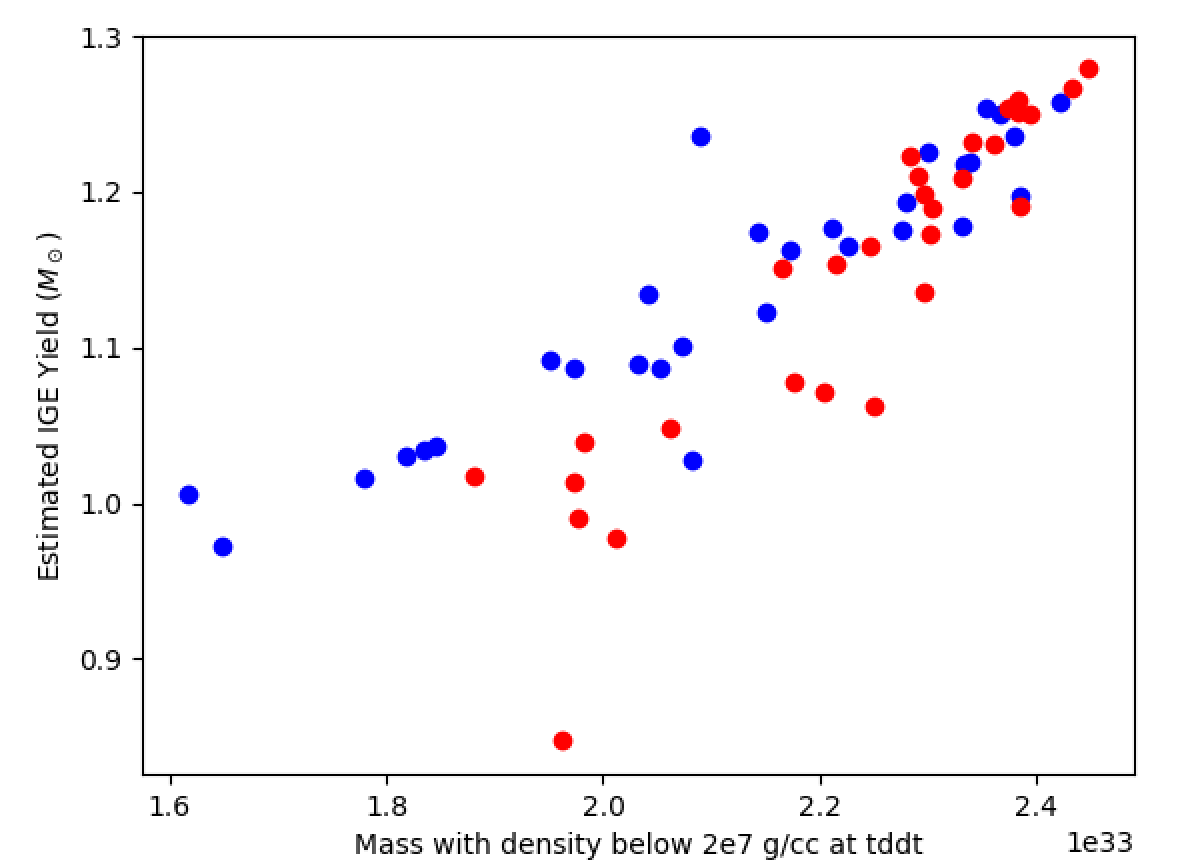 1.3
1.2
1.1
1.0
0.9
Estimated IGE Yield (M⊙)
1.6 1.8 2.0 2.2 2.4
Mass with density below 2e7 g/cc at tddt 1e33